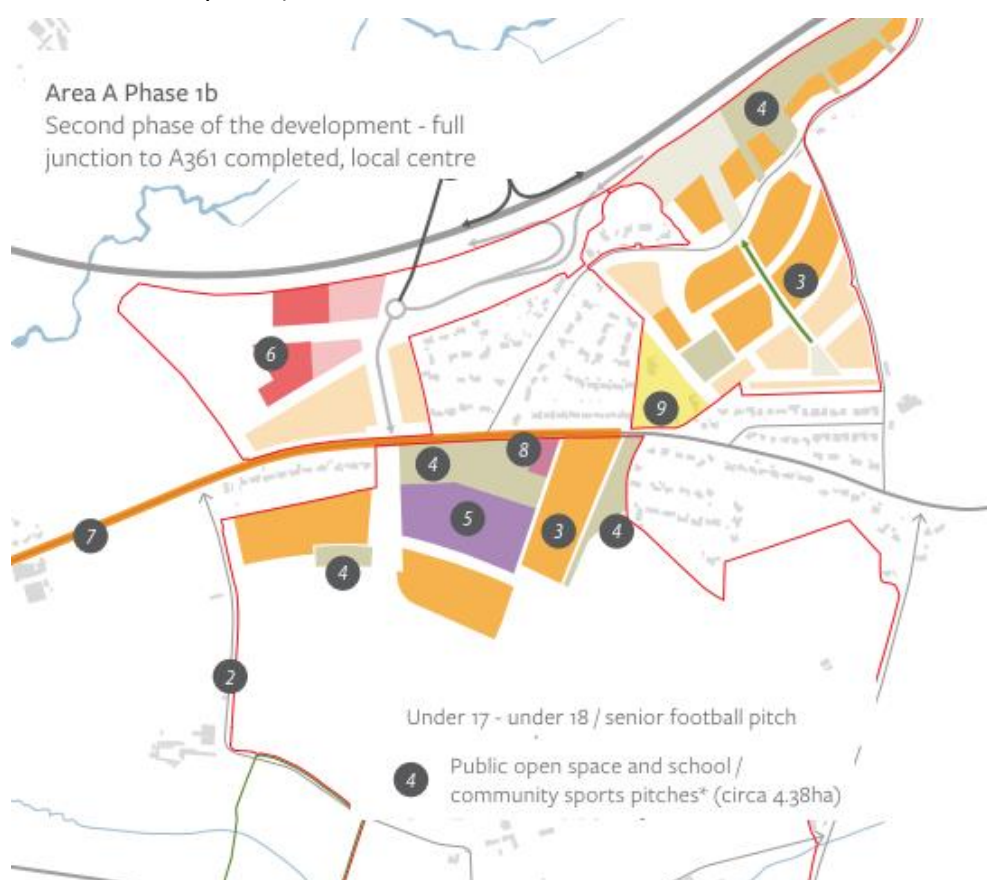 Area A Phase 1b
Second phase of the development - full
junction to A361 completed, local centre
4
3
6
9
8
4
5
3
4
7
4
2
Under 17 - under 18 / senior football pitch
4
Public open space and school /
community sports pitches* (circa 4.38ha)